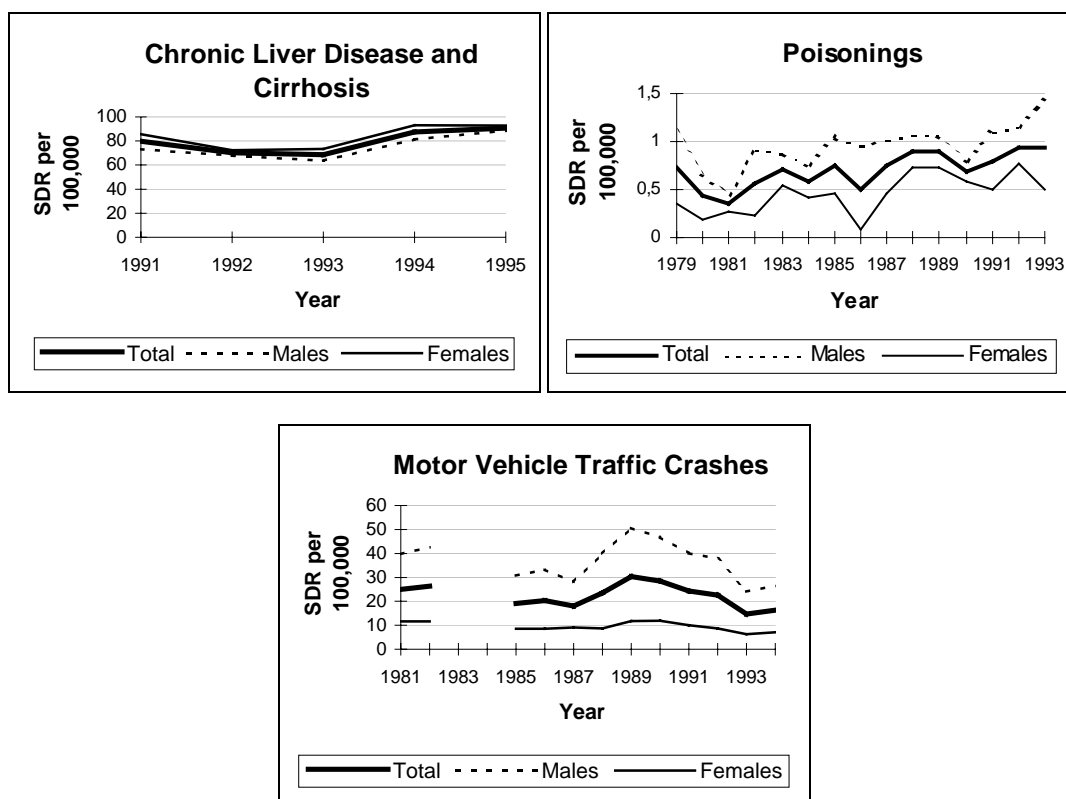 Chronic Liver Disease and
Cirrhosis
100
80
60
40
20
0
SDR per
100,000
1991 1992 1993 1994 1995
Year
Total Males Females
Poisonings
1,5
1
0,5
0
SDR per
100,000
1979 1981 1983 1985 1987 1989 1991 1993
Year
Total Males Females
Motor Vehicle Traffic Crashes
60
50
40
30
20
10
0
SDR per
100,000
1981 1983 1985 1987 1989 1991 1993
Year
Total Males Females